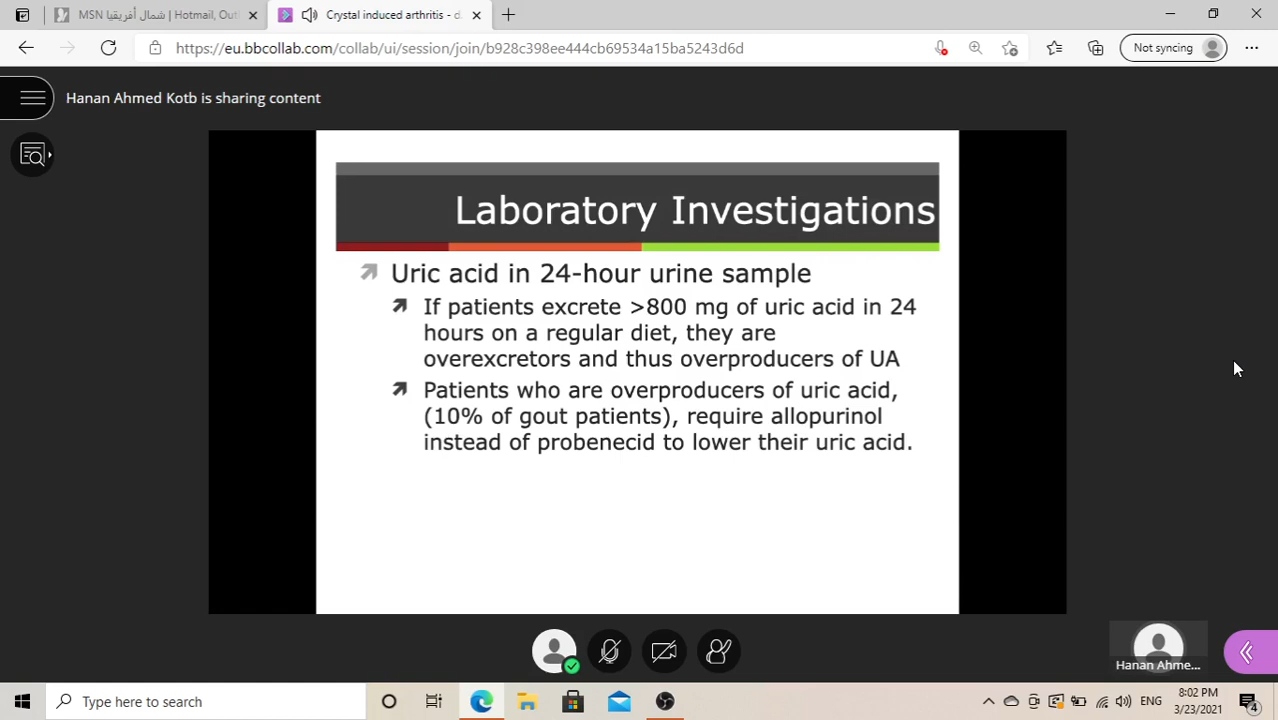 MSN شمال أفريقيا | Hotmail, Outl
Crystal induced arthritis - d
https://eu.bbcollab.com/collab/ui/session/join/b928c398ee444cb69534a15ba5243d6d
Not syncing
Hanan Ahmed Kotb is sharing content
Laboratory Investigations
Uric acid in 24-hour urine sample
If patients excrete >800 mg of uric acid in 24
hours on a regular diet, they are
overexcretors and thus overproducers of UA
Patients who are overproducers of uric acid,
(10% of gout patients), require allopurinol
instead of probenecid to lower their uric acid.
Hanan Ahme...
Type here to search
ENG
8:02 PM
3/23/2021
4